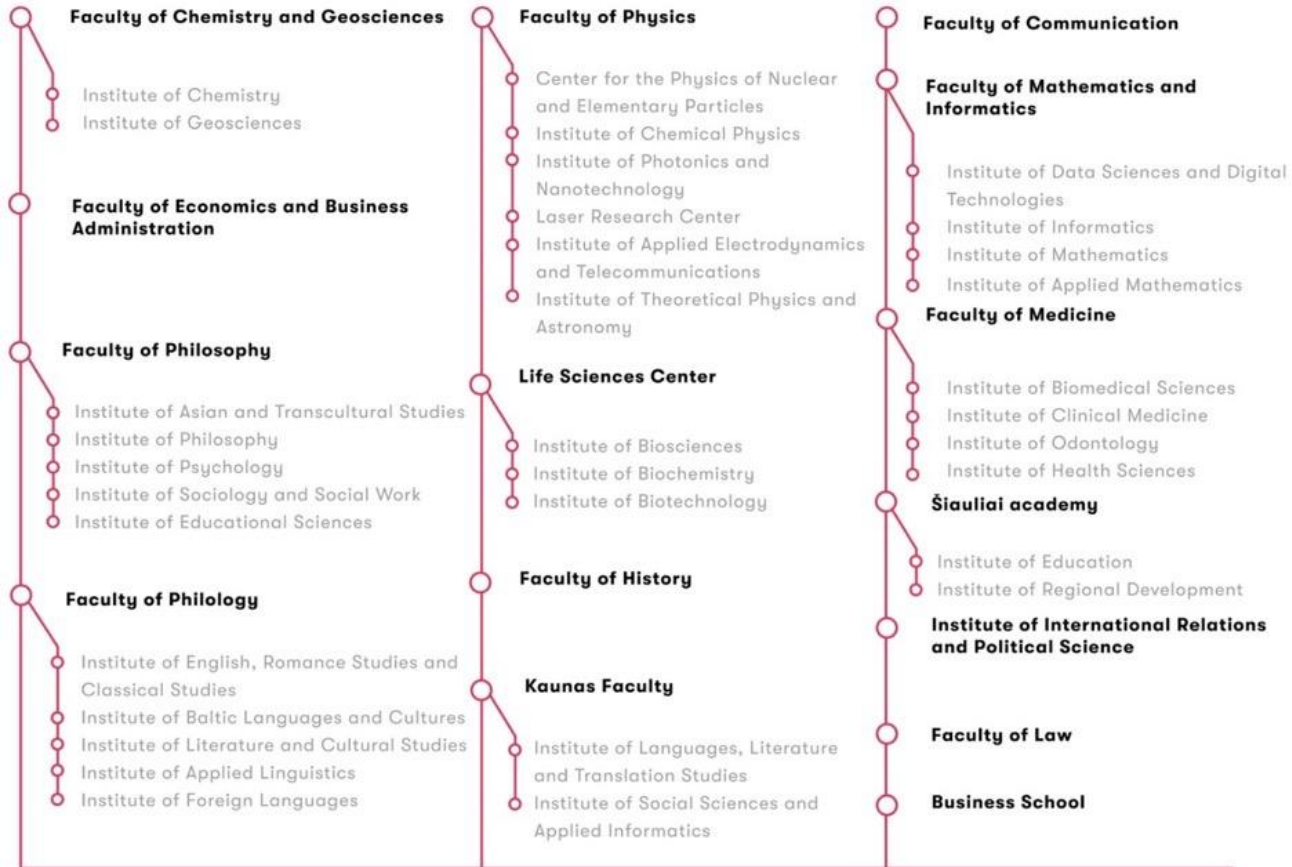 Faculty of Chemistry and Geosciences
Institute of Chemistry
Institute of Geosciences
Faculty of Economics and Business
Administration
Faculty of Philosophy
Institute of Asian and Transcultural Studies
Institute of Philosophy
Institute of Psychology
Institute of Sociology and Social Work
Institute of Educational Sciences
Faculty of Philology
Institute of English, Romance Studies and
Classical Studies
Institute of Baltic Languages and Cultures
Institute of Literature and Cultural Studies
Institute of Applied Linguistics
Institute of Foreign Languages
Faculty of Physics
Center for the Physics of Nuclear
and Elementary Particles
Institute of Chemical Physics
Institute of Photonics and
Nanotechnology
Laser Research Center
Institute of Applied Electrodynamics
and Telecommunications
Institute of Theoretical Physics and
Astronomy
Life Sciences Center
Institute of Biosciences
Institute of Biochemistry
Institute of Biotechnology
Faculty of History
Kaunas Faculty
Institute of Languages, Literature
and Translation Studies
Institute of Social Sciences and
Applied Informatics
Faculty of Communication
Faculty of Mathematics and
Informatics
Institute of Data Sciences and Digital
Technologies
Institute of Informatics
Institute of Mathematics
Institute of Applied Mathematics
Faculty of Medicine
Institute of Biomedical Sciences
Institute of Clinical Medicine
Institute of Odontology
Institute of Health Sciences
Šiauliai academy
Institute of Education
Institute of Regional Development
Institute of International Relations
and Political Science
Faculty of Law
Business School